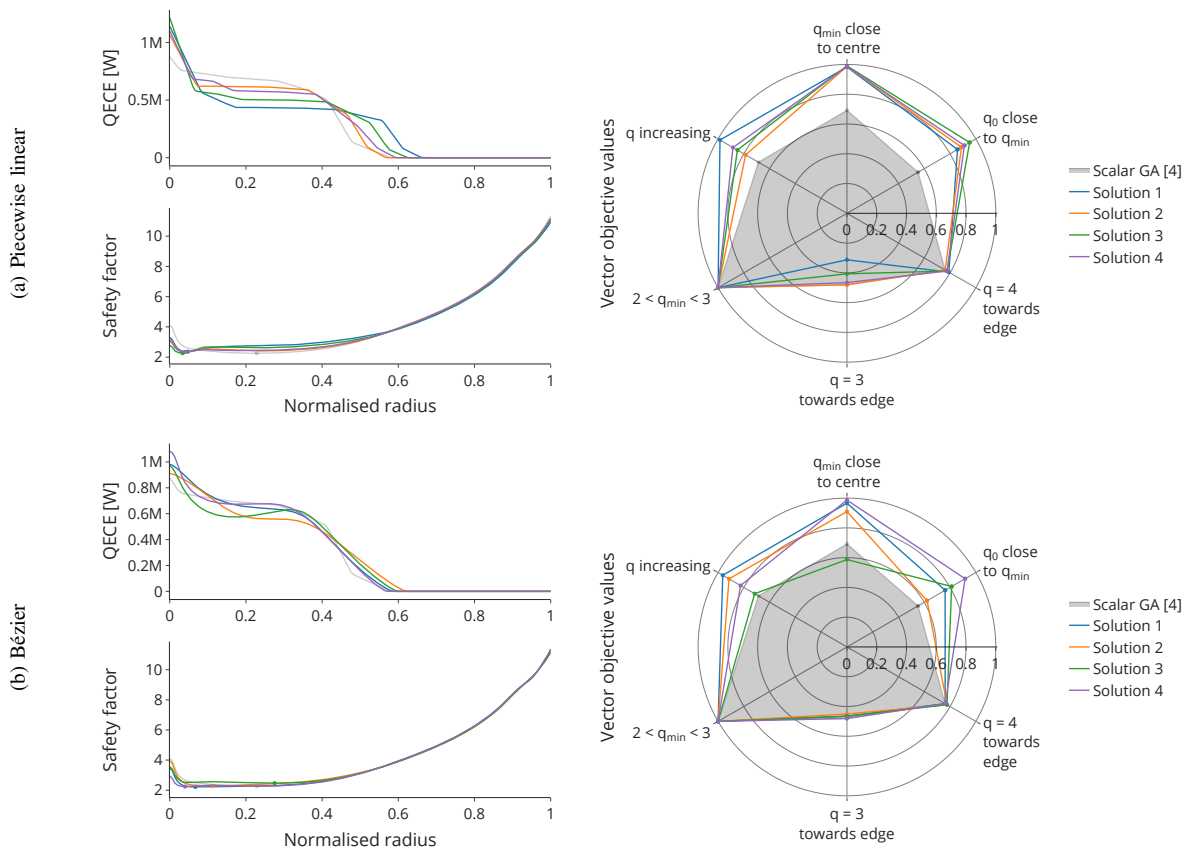 (a) Piecewise linear
QECE [W]
1M
0.5M
0
0
0.2
0.4
0.6
0.8
1
Safety factor
10
8
6
4
2
0
0.2
0.4
0.6
0.8
1
Normalised radius
Vector objective values
qmin close
to centre
q0 close
to qmin
q increasing
0
0.2
0.4
0.6
0.8
1
2 < qmin < 3
q = 4
towards
edge
q = 3
towards edge
Scalar GA [4]
Solution 1
Solution 2
Solution 3
Solution 4
(b) Bézier
QECE [W]
1M
0.8M
0.6M
0.4M
0.2M
0
0
0.2
0.4
0.6
0.8
1
Safety factor
10
8
6
4
2
0
0.2
0.4
0.6
0.8
1
Normalised radius
Vector objective values
qmin close
to centre
q0 close
to qmin
q increasing
0
0.2
0.4
0.6
0.8
1
2 < qmin < 3
q = 4
towards
edge
q = 3
towards edge
Scalar GA [4]
Solution 1
Solution 2
Solution 3
Solution 4